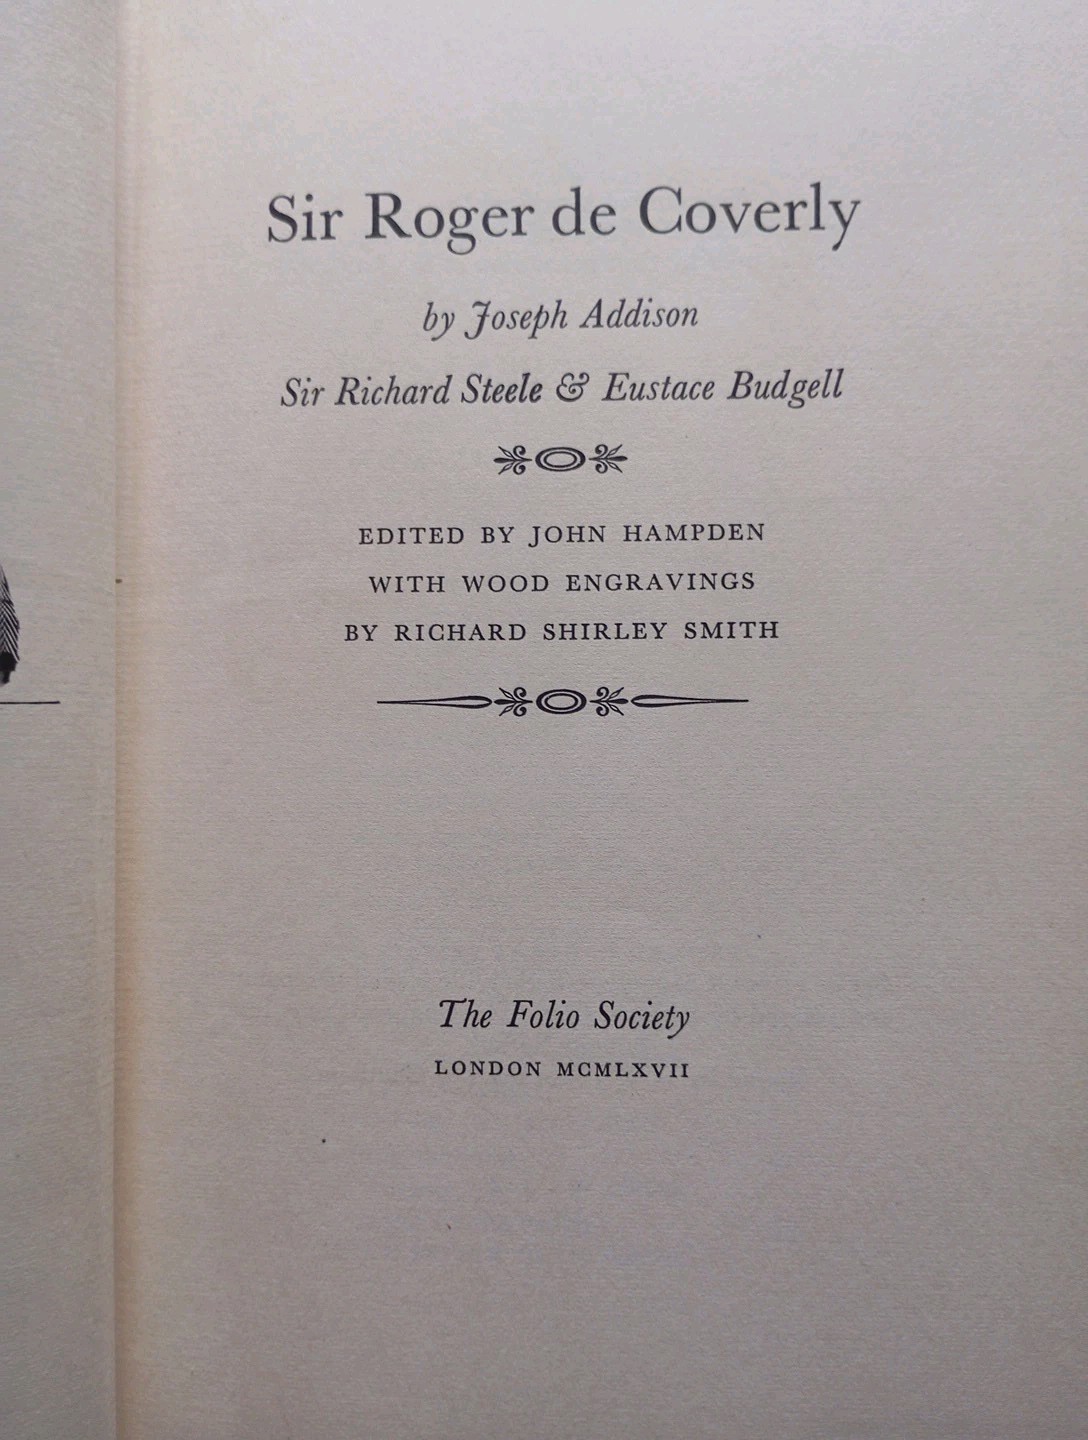 Sir Roger de Coverly
by Joseph Addison
Sir Richard Steele & Eustace Budgell
EDITED BY JOHN HAMPDEN
WITH WOOD ENGRAVINGS
BY RICHARD SHIRLEY SMITH
The Folio Society
LONDON MCMLXVII